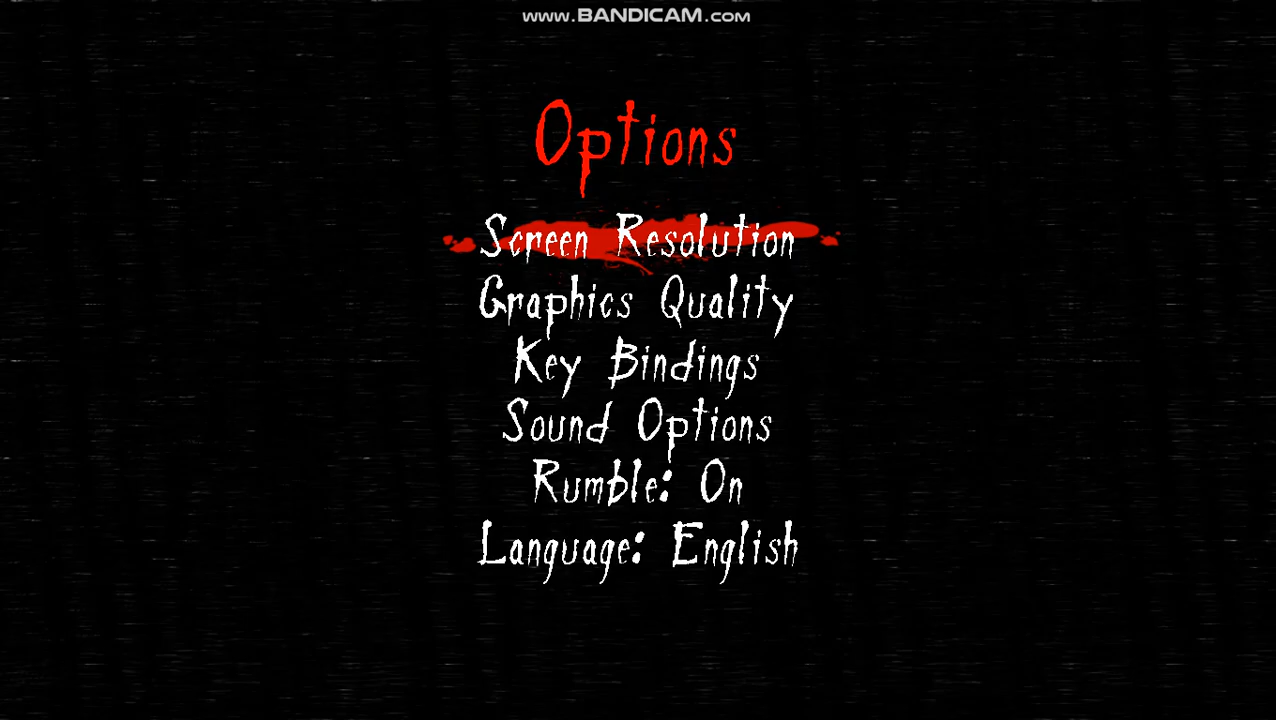 www.BANDICAM.com
Options
Screen Resolution
Graphics Quality
Key Bindings
Sound Options
Rumble: On
Language: English